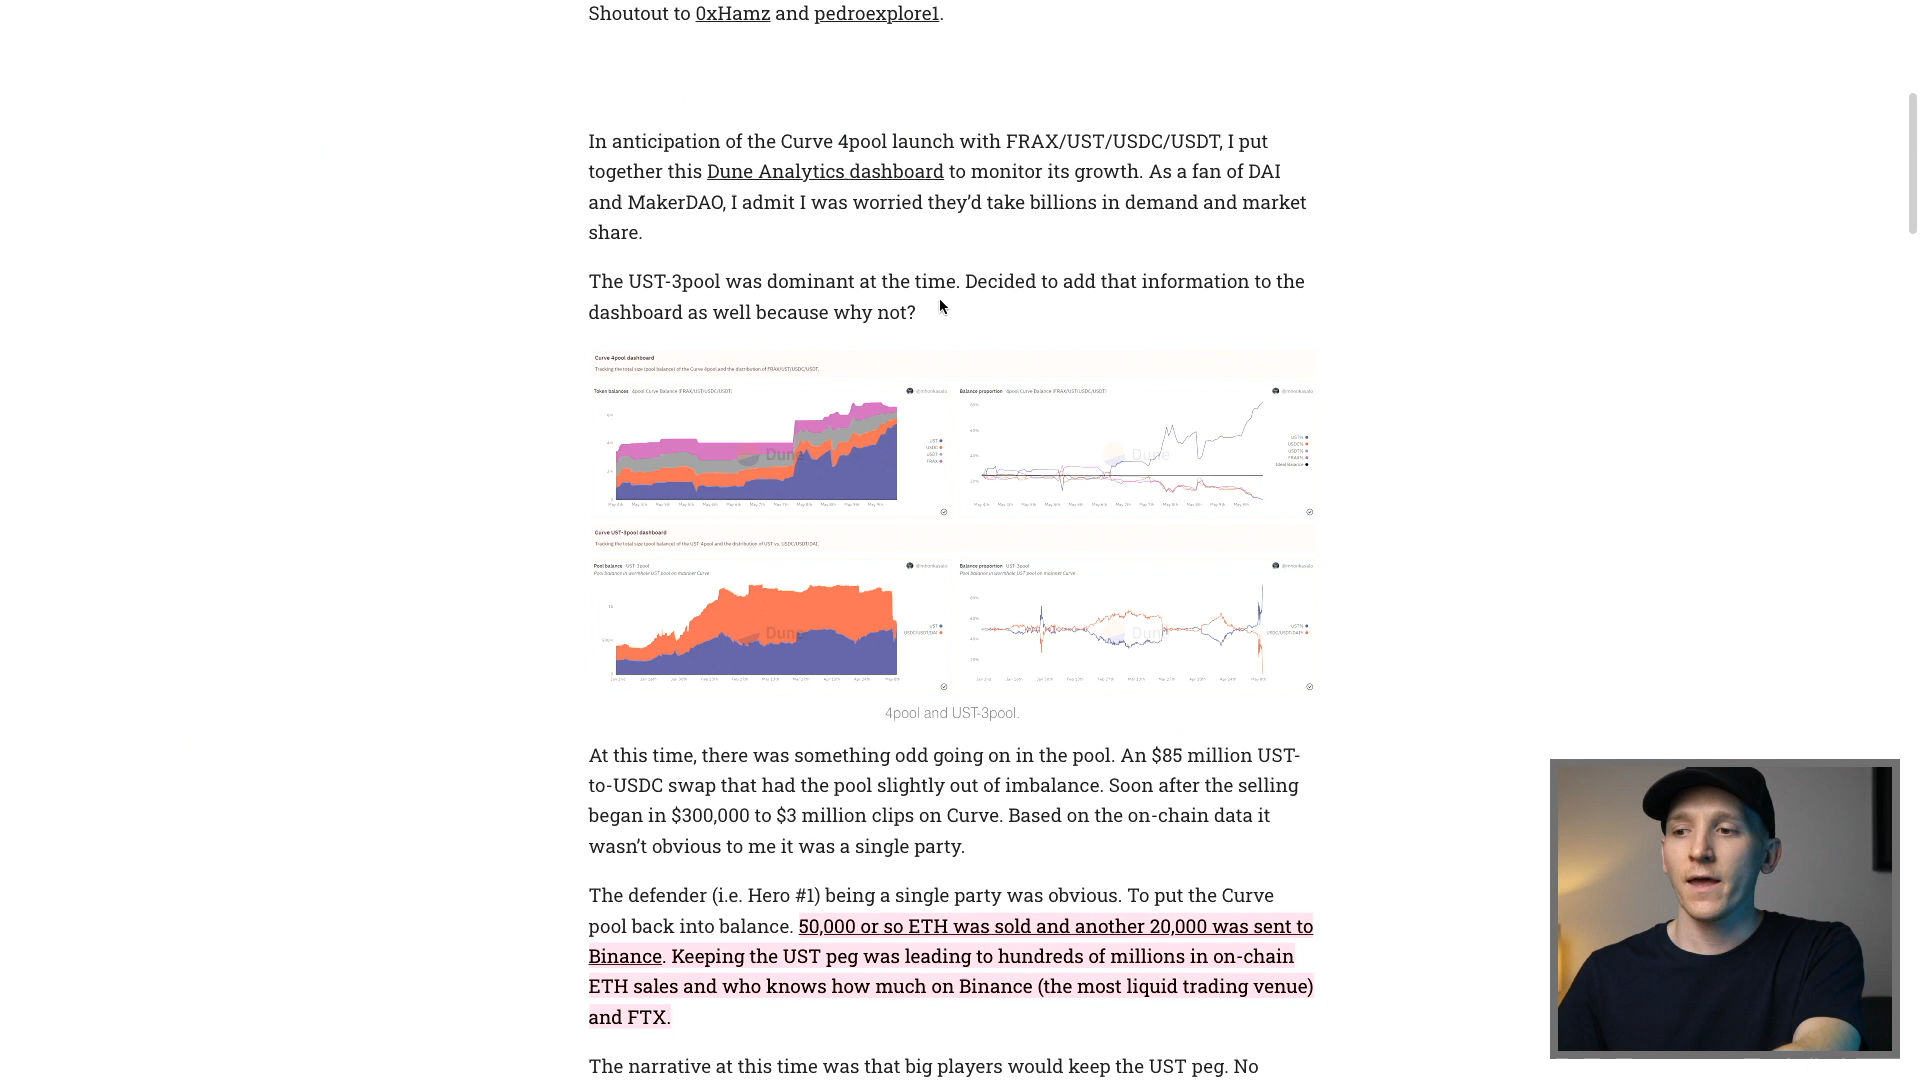 Shoutout to 0xHamz and pedroexplore1.
In anticipation of the Curve 4pool launch with FRAX/UST/USDC/USDT, I put
together this Dune Analytics dashboard to monitor its growth. As a fan of DAI
and MakerDAO, I admit I was worried they’d take billions in demand and market
share.
The UST-3pool was dominant at the time. Decided to add that information to the
dashboard as well because why not?
Curve 4pool dashboard
Tracking the total size (pool balance) of the Curve 4pool and the distribution of FRAX/UST/USDC/USDT.
Token balances 4pool Curve Balance (FRAX/UST/USDC/USDT)
@mhonkasalo
Balance proportion 4pool Curve Balance (FRAX/UST/USDC/USDT)
@mhonkasalo
Dune
Dune
Curve UST-3pool dashboard
Tracking the total size (pool balance) of the UST-4pool and the distribution of UST vs. USDC/USDT/DAI.
Pool balance UST-3pool
@mhonkasalo
Pool balance in wormhole UST pool on mainnet Curve
Balance proportion UST-3pool
@mhonkasalo
Pool balance in wormhole UST pool on mainnet Curve
Dune
Dune
4pool and UST-3pool.
At this time, there was something odd going on in the pool. An $85 million UST-
to-USDC swap that had the pool slightly out of imbalance. Soon after the selling
began in $300,000 to $3 million clips on Curve. Based on the on-chain data it
wasn’t obvious to me it was a single party.
The defender (i.e. Hero #1) being a single party was obvious. To put the Curve
pool back into balance. 50,000 or so ETH was sold and another 20,000 was sent to
Binance. Keeping the UST peg was leading to hundreds of millions in on-chain
ETH sales and who knows how much on Binance (the most liquid trading venue)
and FTX.
The narrative at this time was that big players would keep the UST peg. No